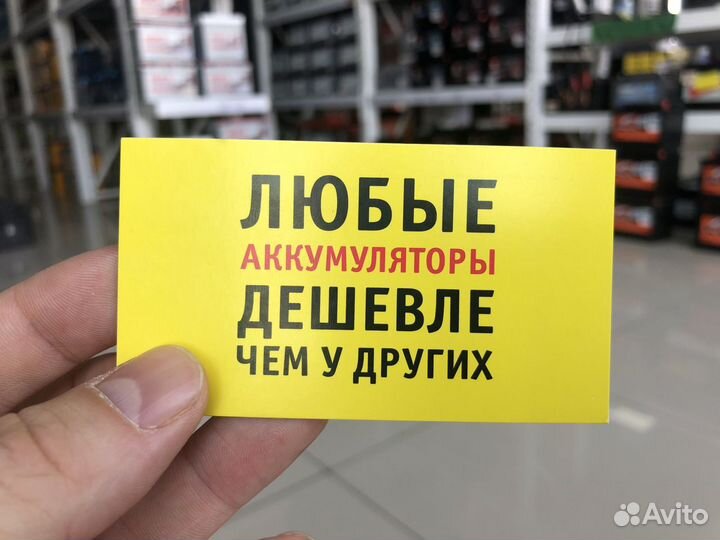 ЛЮБЫЕ
АККУМУЛЯТОРЫ
ДЕШЕВЛЕ
ЧЕМ У ДРУГИХ
Avito